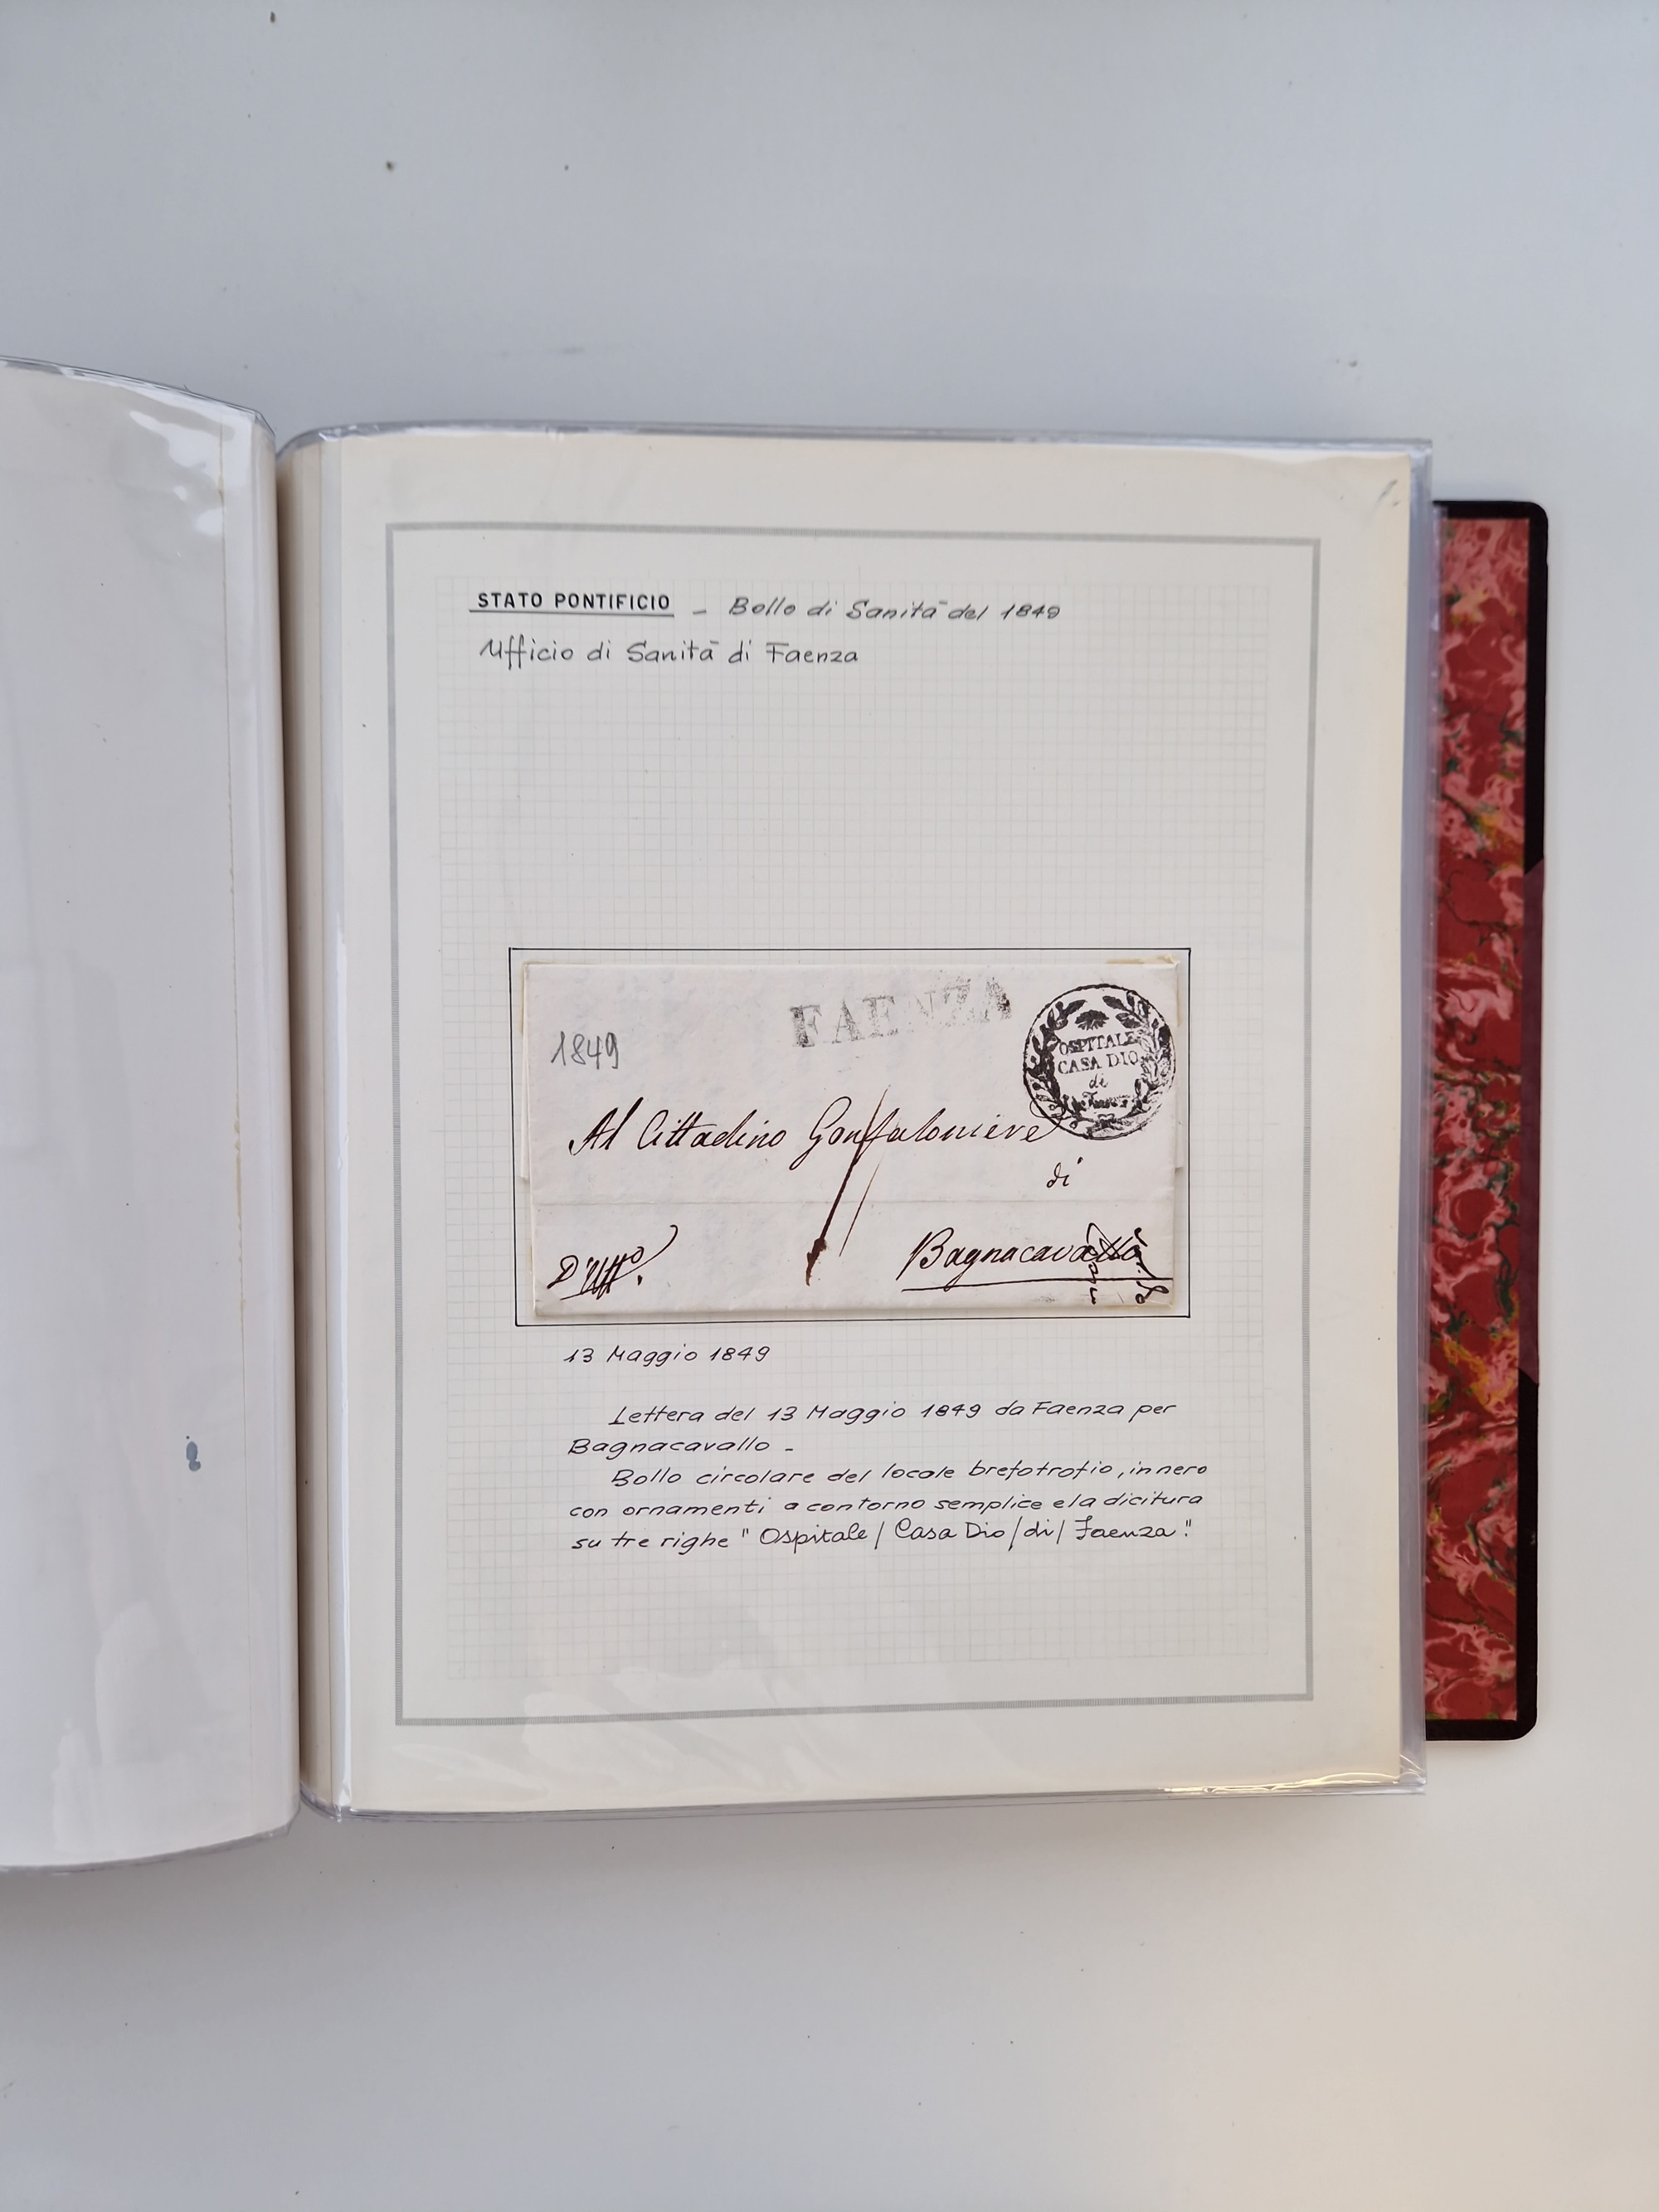 STATO PONTIFICIO - Bollo di Sanità del 1849
Ufficio di Sanità di Faenza
FAENZA
1849
OSPITALE
CASA DIO
di
Al Cittadino Gonfaloniere
di
D'Uffo.
Bagnacavallo
13 Maggio 1849
Lettera del 13 Maggio 1849 da Faenza per
Bagnacavallo -
Bollo circolare del locale brefotrofio, in nero
con ornamenti a contorno semplice e la dicitura
su tre righe " Ospitale / Casa Dio / di / Faenza".